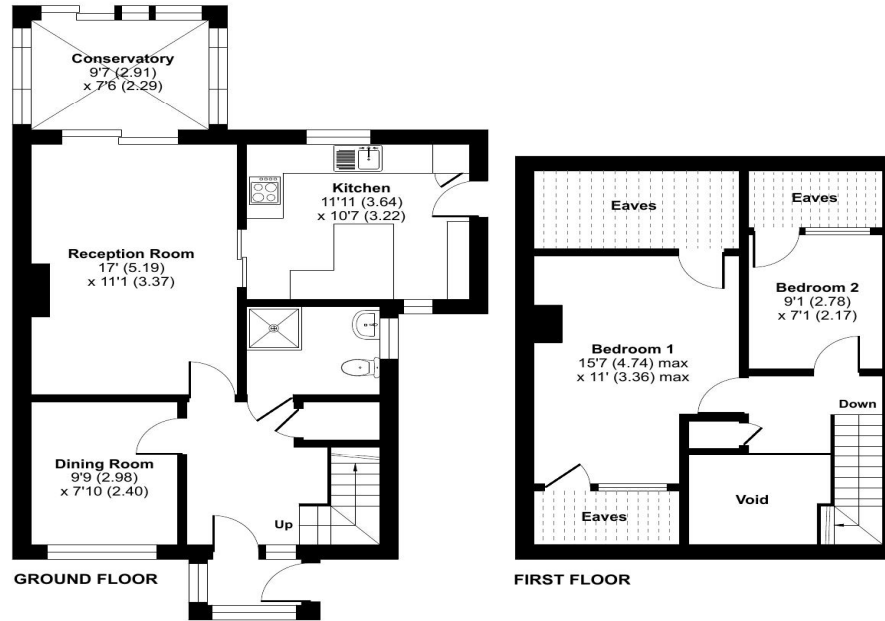 Conservatory
9'7 (2.91)
x 7'6 (2.29)
Kitchen
11'11 (3.64)
x 10'7 (3.22)
Reception Room
17' (5.19)
x 11'1 (3.37)
Dining Room
9'9 (2.98)
x 7'10 (2.40)
Up
GROUND FLOOR
Eaves
Eaves
Bedroom 2
9'1 (2.78)
x 7'1 (2.17)
Bedroom 1
15'7 (4.74) max
x 11' (3.36) max
Down
Void
Eaves
FIRST FLOOR